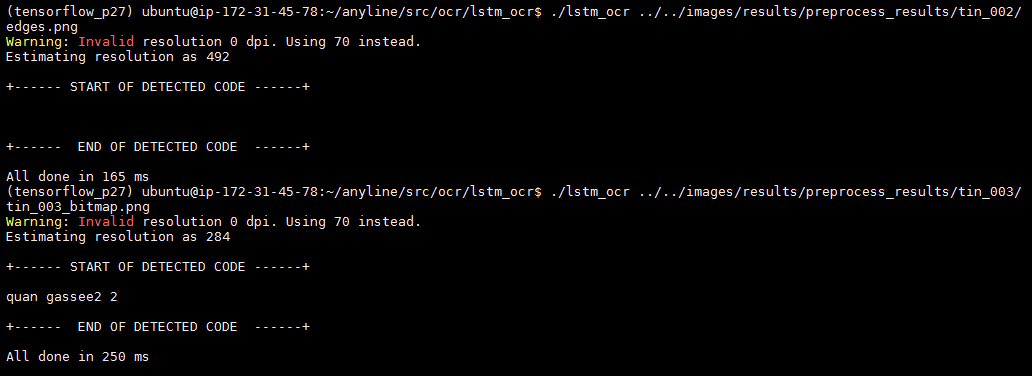 (tensorflow_p27) ubuntu@ip-172-31-45-78:~/anyline/src/ocr/lstm_ocr$ ./lstm_ocr ../../images/results/preprocess_results/tin_002/
edges.png
Warning: Invalid resolution 0 dpi. Using 70 instead.
Estimating resolution as 492
+------ START OF DETECTED CODE ------+
+------  END OF DETECTED CODE  ------+
All done in 165 ms
(tensorflow_p27) ubuntu@ip-172-31-45-78:~/anyline/src/ocr/lstm_ocr$ ./lstm_ocr ../../images/results/preprocess_results/tin_003/
tin_003_bitmap.png
Warning: Invalid resolution 0 dpi. Using 70 instead.
Estimating resolution as 284
+------ START OF DETECTED CODE ------+
quan gassee2 2
+------  END OF DETECTED CODE  ------+
All done in 250 ms